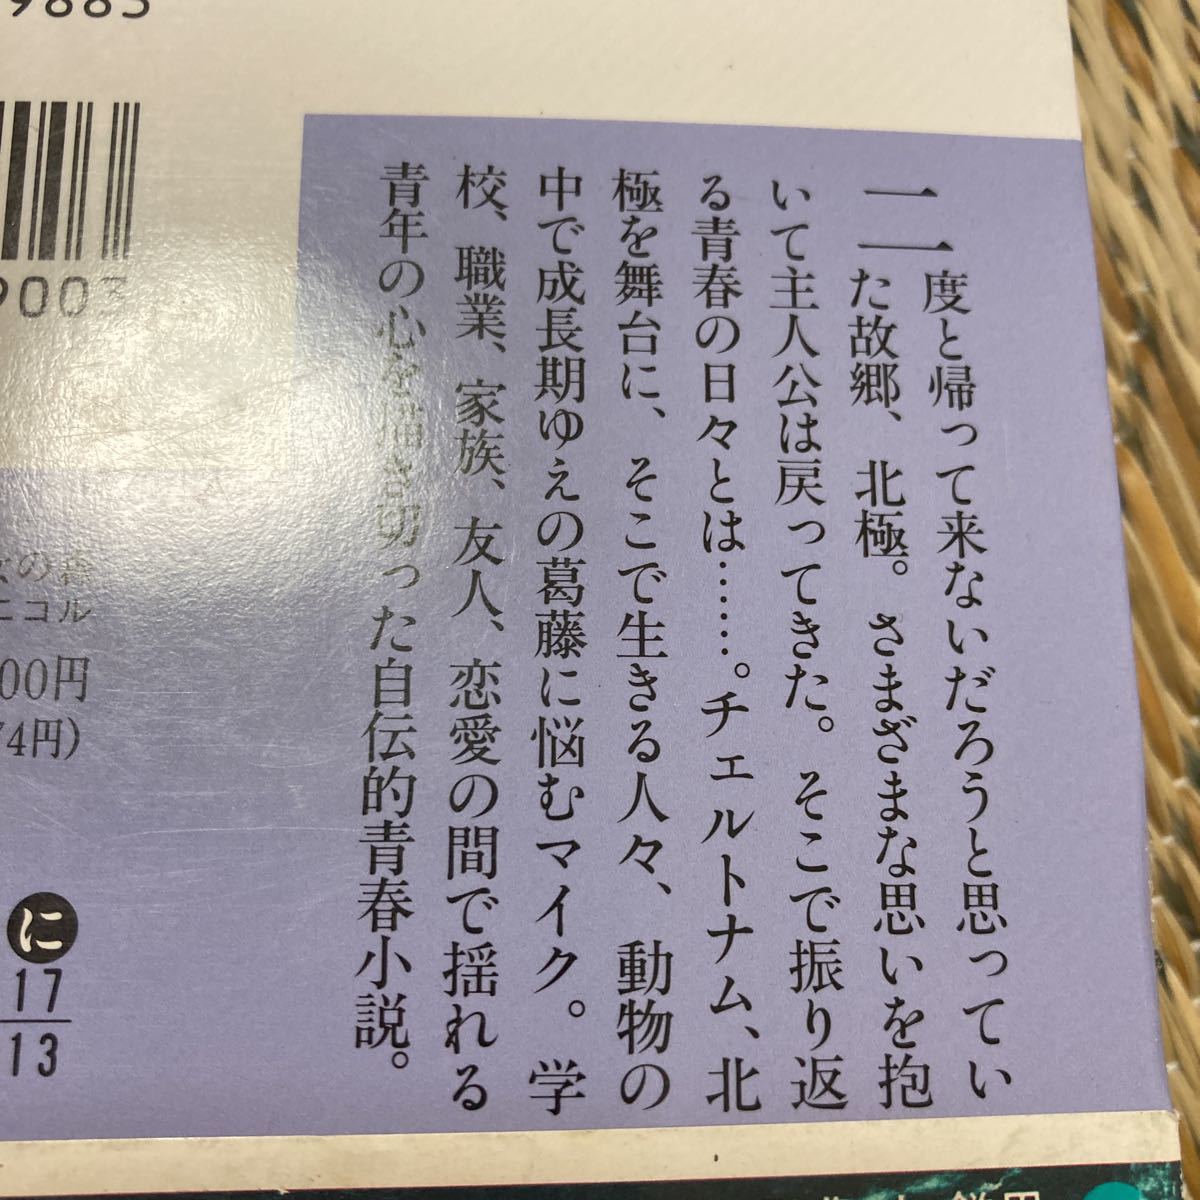 二度と帰って来ないだろうと思ってい
た故郷、北極。さまざまな思いを抱
いて主人公は戻ってきた。そこで振り返
る青春の日々とは……。チェルトナム、北
極を舞台に、そこで生きる人々、動物の
中で成長期ゆえの葛藤に悩むマイク。学
校、職業、家族、友人、恋愛の間で揺れる
青年の心を描き切った自伝的青春小説。
9885
9003
の森
ニコル
00円
74円)
に
17
13